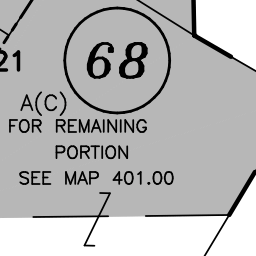 68
21
A(C)
FOR REMAINING
PORTION
SEE MAP 401.00